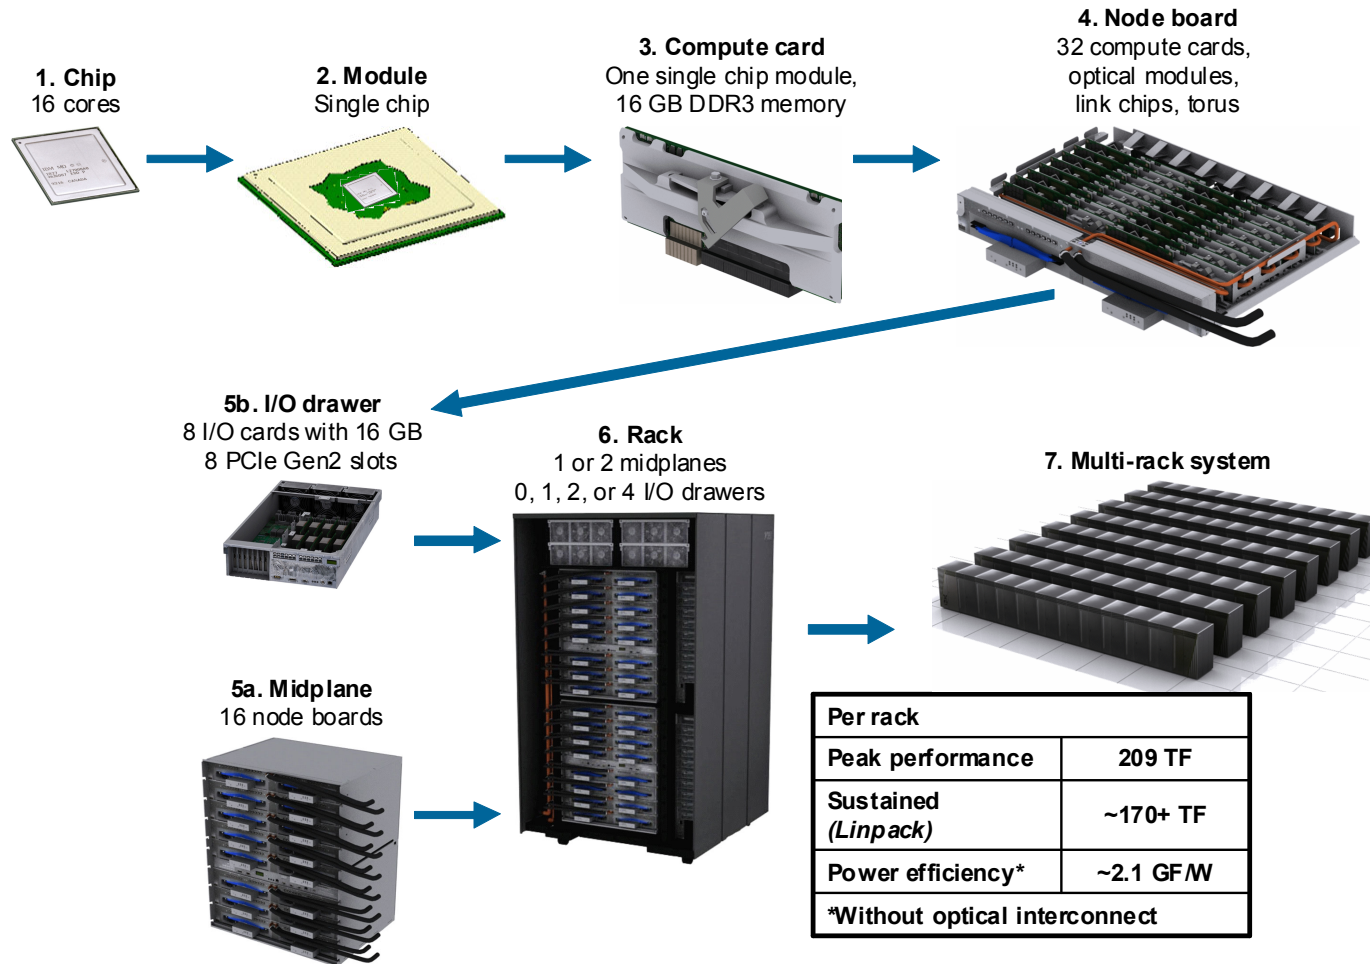 1. Chip
16 cores
2. Module
Single chip
3. Compute card
One single chip module,
16 GB DDR3 memory
4. Node board
32 compute cards,
optical modules,
link chips, torus
5b. I/O drawer
8 I/O cards with 16 GB
8 PCIe Gen2 slots
6. Rack
1 or 2 midplanes
0, 1, 2, or 4 I/O drawers
7. Multi-rack system
5a. Midplane
16 node boards
Per rack
Peak performance 209 TF
Sustained
(Linpack) ~170+ TF
Power efficiency* ~2.1 GF/W
*Without optical interconnect